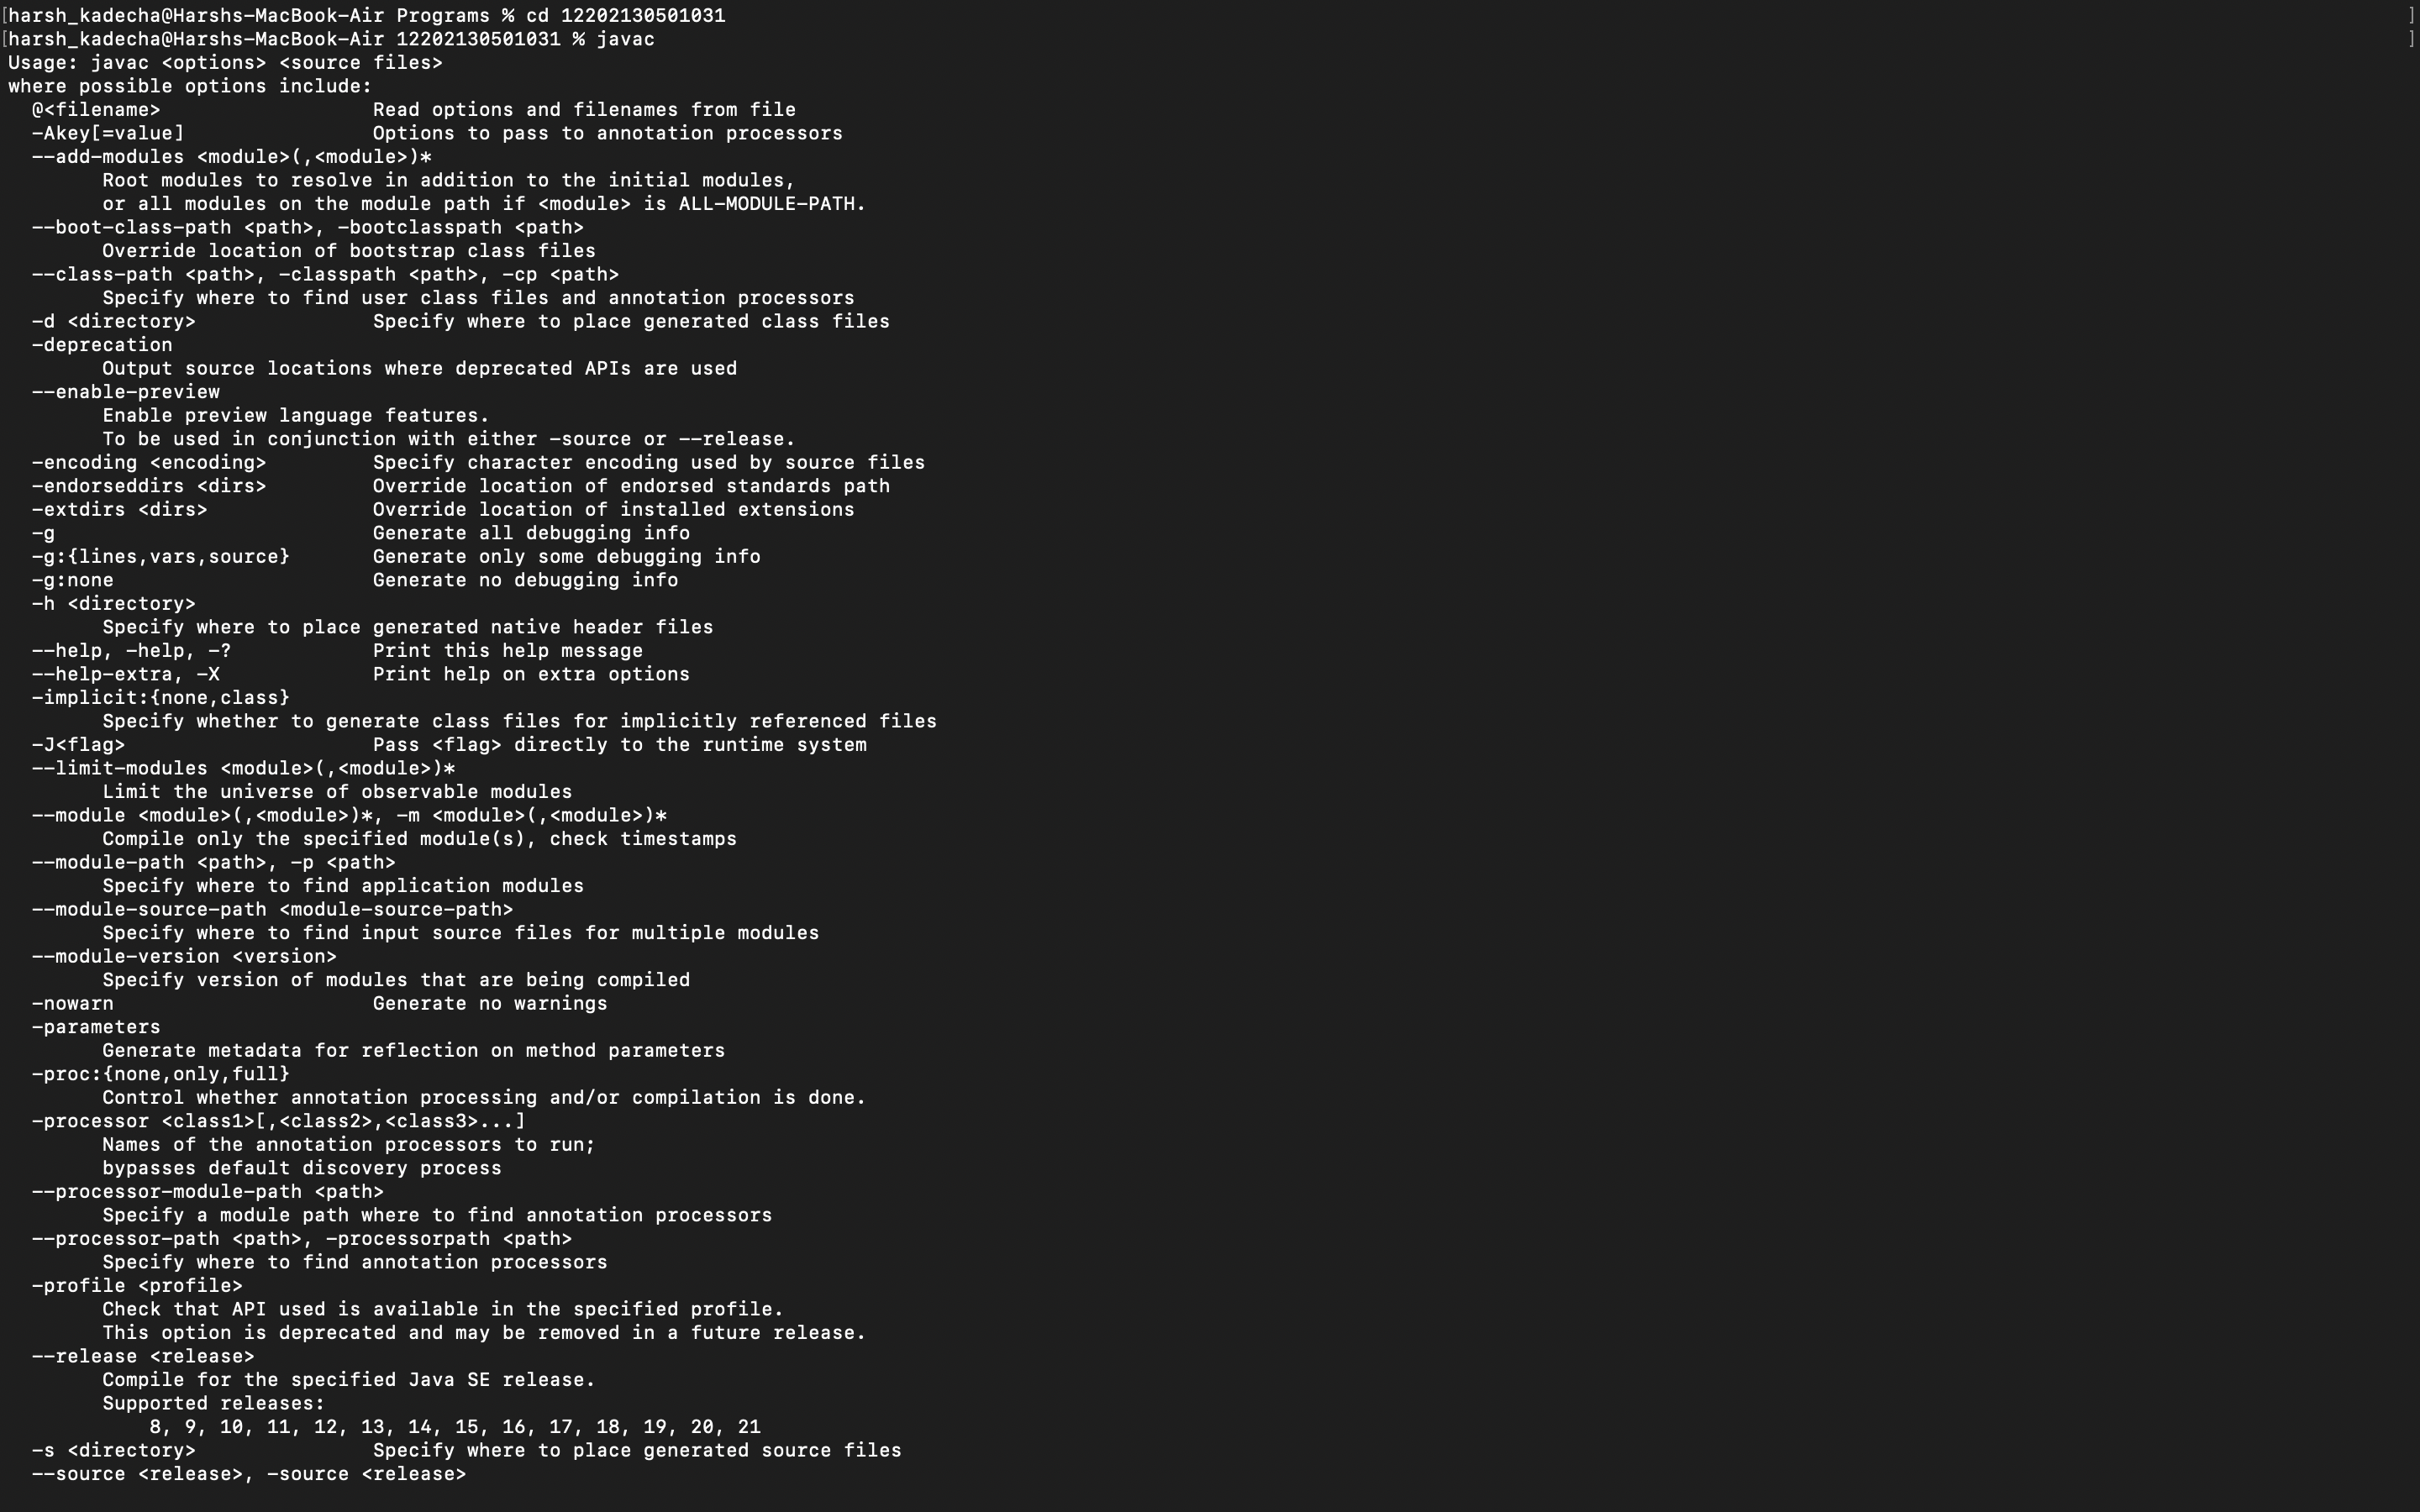 [harsh_kadecha@Harshs-MacBook-Air Programs % cd 12202130501031 ]
[harsh_kadecha@Harshs-MacBook-Air 12202130501031 % javac ]
Usage: javac <options> <source files>
where possible options include:
  @<filename>                  Read options and filenames from file
  -Akey[=value]                Options to pass to annotation processors
  --add-modules <module>(,<module>)*
        Root modules to resolve in addition to the initial modules,
        or all modules on the module path if <module> is ALL-MODULE-PATH.
  --boot-class-path <path>, -bootclasspath <path>
        Override location of bootstrap class files
  --class-path <path>, -classpath <path>, -cp <path>
        Specify where to find user class files and annotation processors
  -d <directory>               Specify where to place generated class files
  -deprecation
        Output source locations where deprecated APIs are used
  --enable-preview
        Enable preview language features.
        To be used in conjunction with either -source or --release.
  -encoding <encoding>         Specify character encoding used by source files
  -endorseddirs <dirs>         Override location of endorsed standards path
  -extdirs <dirs>              Override location of installed extensions
  -g                           Generate all debugging info
  -g:{lines,vars,source}       Generate only some debugging info
  -g:none                      Generate no debugging info
  -h <directory>
        Specify where to place generated native header files
  --help, -help, -?            Print this help message
  --help-extra, -X             Print help on extra options
  -implicit:{none,class}
        Specify whether to generate class files for implicitly referenced files
  -J<flag>                     Pass <flag> directly to the runtime system
  --limit-modules <module>(,<module>)*
        Limit the universe of observable modules
  --module <module>(,<module>)*, -m <module>(,<module>)*
        Compile only the specified module(s), check timestamps
  --module-path <path>, -p <path>
        Specify where to find application modules
  --module-source-path <module-source-path>
        Specify where to find input source files for multiple modules
  --module-version <version>
        Specify version of modules that are being compiled
  -nowarn                      Generate no warnings
  -parameters
        Generate metadata for reflection on method parameters
  -proc:{none,only,full}
        Control whether annotation processing and/or compilation is done.
  -processor <class1>[,<class2>,<class3>...]
        Names of the annotation processors to run;
        bypasses default discovery process
  --processor-module-path <path>
        Specify a module path where to find annotation processors
  --processor-path <path>, -processorpath <path>
        Specify where to find annotation processors
  -profile <profile>
        Check that API used is available in the specified profile.
        This option is deprecated and may be removed in a future release.
  --release <release>
        Compile for the specified Java SE release.
        Supported releases:
            8, 9, 10, 11, 12, 13, 14, 15, 16, 17, 18, 19, 20, 21
  -s <directory>               Specify where to place generated source files
  --source <release>, -source <release>